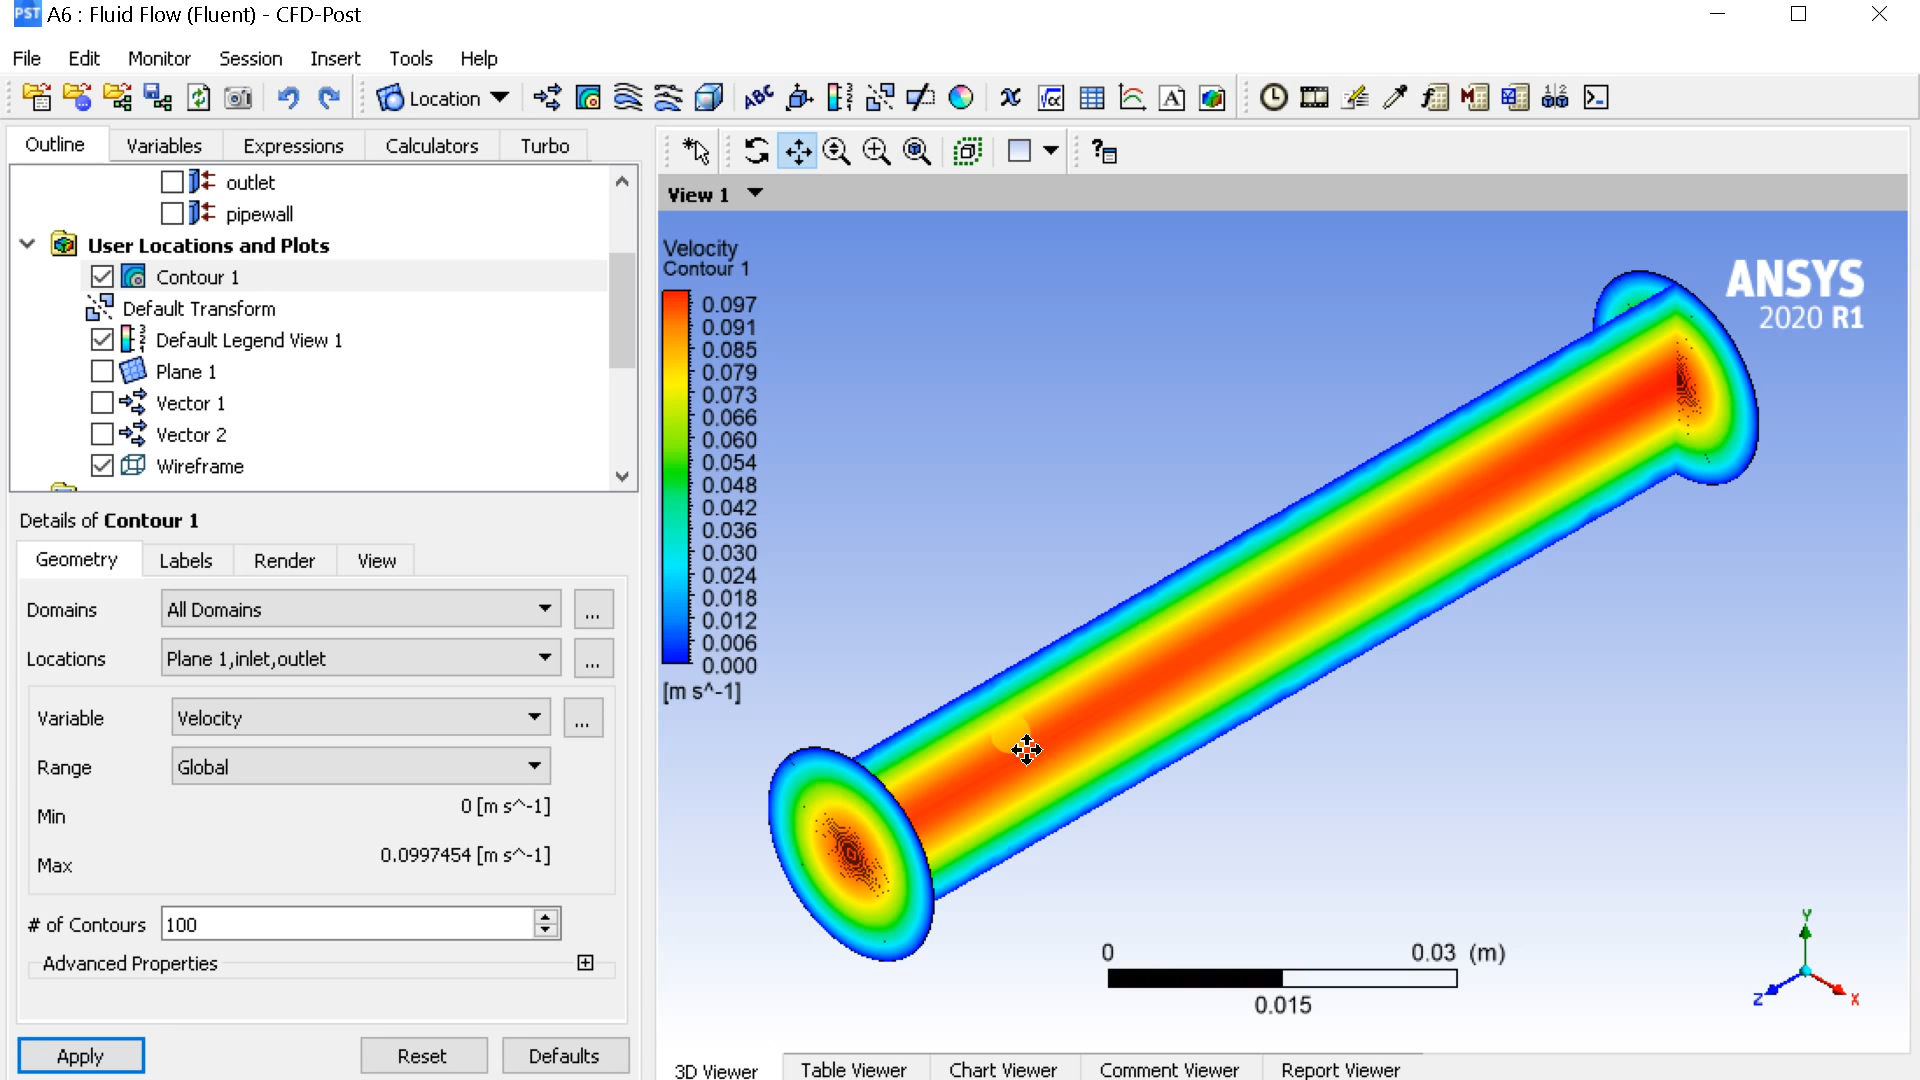 PST A6 : Fluid Flow (Fluent) - CFD-Post
File Edit Monitor Session Insert Tools Help
Location ABC
Outline Variables Expressions Calculators Turbo
outlet
pipewall
User Locations and Plots
Contour 1
Default Transform
Default Legend View 1
Plane 1
Vector 1
Vector 2
Wireframe
Details of Contour 1
Geometry Labels Render View
Domains All Domains ...
Locations Plane 1,inlet,outlet ...
Variable Velocity ...
Range Global
Min 0 [m s^-1]
Max 0.0997454 [m s^-1]
# of Contours 100
Advanced Properties
Apply Reset Defaults
View 1
Velocity
Contour 1
0.097
0.091
0.085
0.079
0.073
0.066
0.060
0.054
0.048
0.042
0.036
0.030
0.024
0.018
0.012
0.006
0.000
[m s^-1]
ANSYS
2020 R1
0 0.03 (m)
0.015
Y
Z X
3D Viewer Table Viewer Chart Viewer Comment Viewer Report Viewer